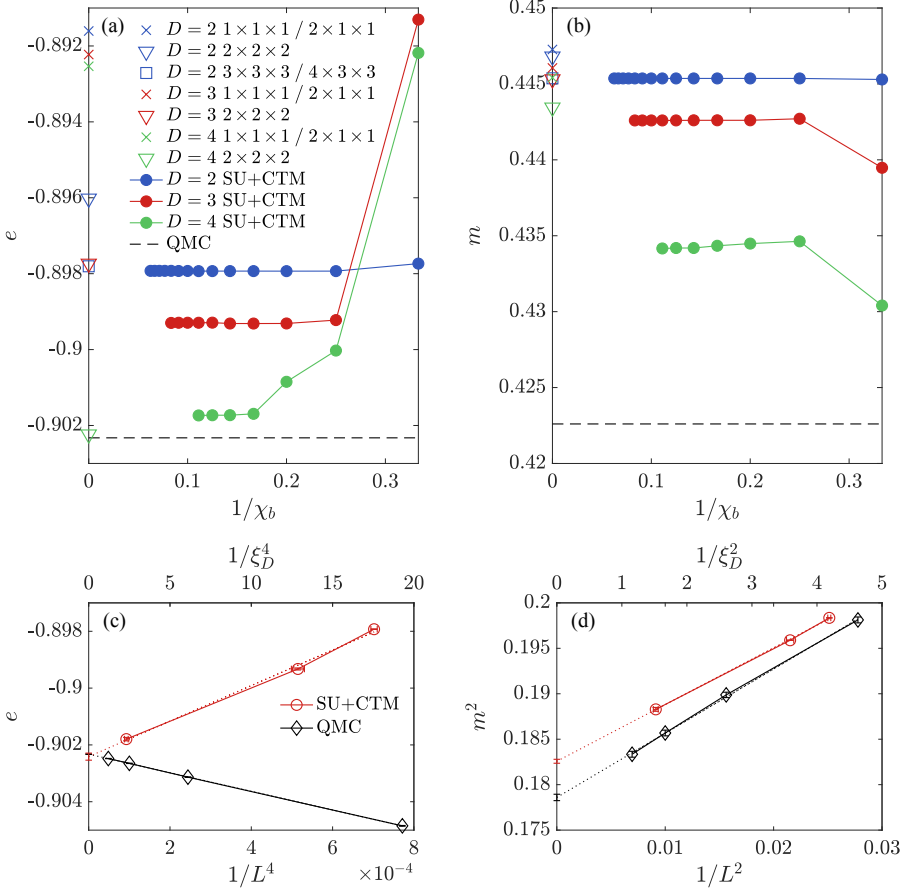 (a)
D = 2 1×1×1 / 2×1×1
D = 2 2×2×2
D = 2 3×3×3 / 4×3×3
D = 3 1×1×1 / 2×1×1
D = 3 2×2×2
D = 4 1×1×1 / 2×1×1
D = 4 2×2×2
D = 2 SU+CTM
D = 3 SU+CTM
D = 4 SU+CTM
QMC
-0.892
-0.894
-0.896
-0.898
-0.9
-0.902
e
0 0.1 0.2 0.3
1/χ_b
(b)
0.45
0.445
0.44
0.435
0.43
0.425
0.42
m
0 0.1 0.2 0.3
1/χ_b
1/ξ_D^4
0 5 10 15 20
(c)
-0.898
-0.9
-0.902
-0.904
e
SU+CTM
QMC
0 2 4 6 8
1/L^4
×10^-4
1/ξ_D^2
0 1 2 3 4 5
(d)
0.2
0.195
0.19
0.185
0.18
0.175
m^2
0 0.01 0.02 0.03
1/L^2